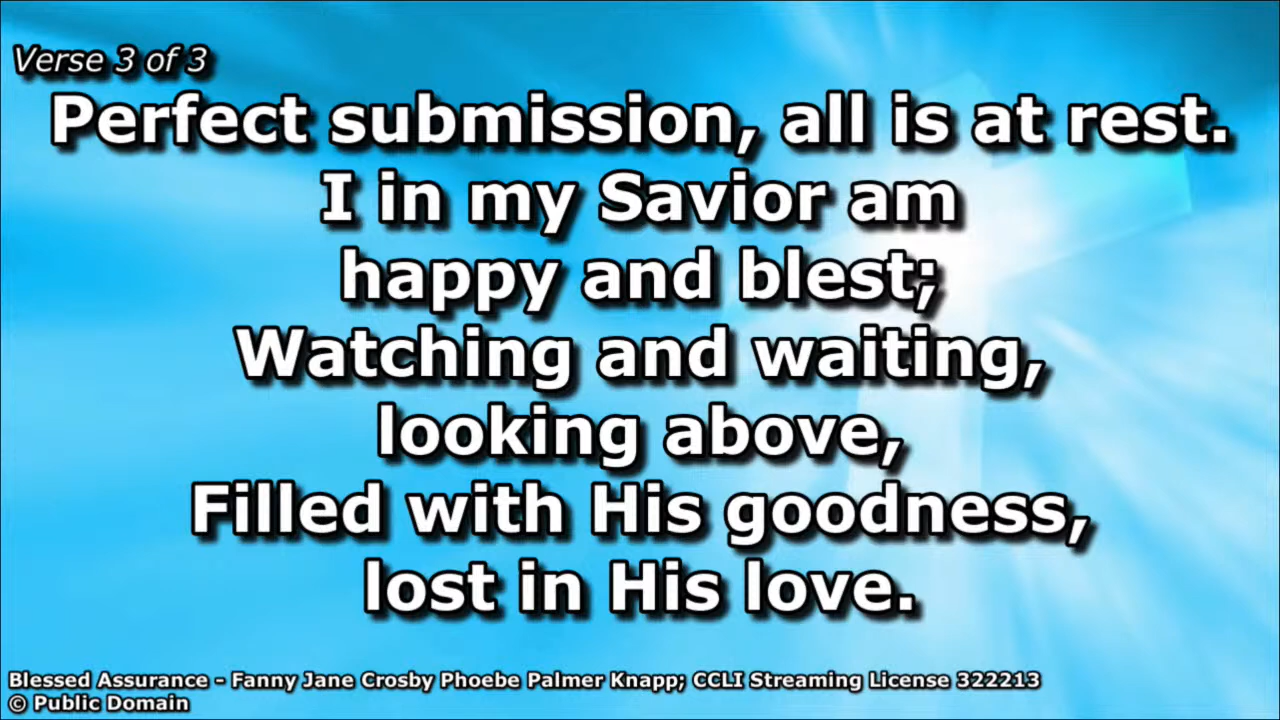 Verse 3 of 3
Perfect submission, all is at rest.
I in my Savior am
happy and blest;
Watching and waiting,
looking above,
Filled with His goodness,
lost in His love.
Blessed Assurance - Fanny Jane Crosby Phoebe Palmer Knapp; CCLI Streaming License 322213
© Public Domain